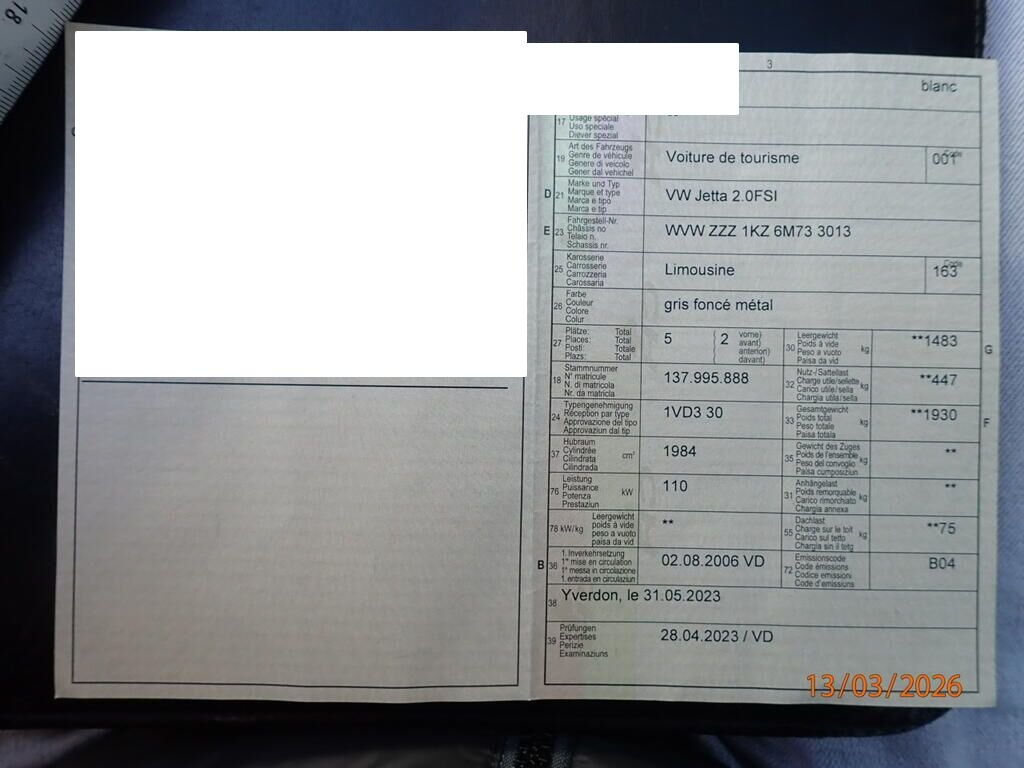 18
3
blanc
17 Usage spécial
Uso speciale
Diever spezial
19 Art des Fahrzeugs
Genre de véhicule
Genere di veicolo
Gener dal vehichel
Voiture de tourisme
Code
001
D 21 Marke und Typ
Marque et type
Marca e tipo
Marca e tip
VW Jetta 2.0FSI
E 23 Fahrgestell-Nr.
Châssis no
Telaio n.
Schassis nr.
WVW ZZZ 1KZ 6M73 3013
25 Karosserie
Carrosserie
Carrozzeria
Carossaria
Limousine
Code
163
26 Farbe
Couleur
Colore
Colur
gris foncé métal
27 Plätze: Total
Places: Total
Posti: Totale
Plazs: Total
5
2 vorne)
avant)
anteriori)
davant)
30 Leergewicht
Poids à vide
Peso a vuoto
Paisa da vid
kg
**1483
G
18 Stammnummer
N° matricule
N. di matricola
Nr. da matricla
137.995.888
32 Nutz-/Sattellast
Charge utile/sellette
Carico utile/sella
Chargia utila/sella
kg
**447
24 Typengenehmigung
Réception par type
Approvazione del tipo
Approvaziun dal tip
1VD3 30
33 Gesamtgewicht
Poids total
Peso totale
Paisa totala
kg
**1930
F
37 Hubraum
Cylindrée
Cilindrata
Cilindrada
cm³
1984
35 Gewicht des Zuges
Poids de l'ensemble
Peso del convoglio
Paisa cumposiziun
kg
**
76 Leistung
Puissance
Potenza
Prestaziun
kW
110
31 Anhängelast
Poids remorquable
Carico rimorchiato
Chargia annexa
kg
**
78 kW/kg Leergewicht
poids à vide
peso a vuoto
paisa da vid
**
55 Dachlast
Charge sur le toit
Carico sul tetto
Chargia sin il tetg
kg
**75
B 36 1. Inverkehrsetzung
1re mise en circulation
1a messa in circolazione
1. entrada en circulaziun
02.08.2006 VD
72 Emissionscode
Code émissions
Codice emissioni
Code d'emissiuns
B04
38 Yverdon, le 31.05.2023
39 Prüfungen
Expertises
Perizie
Examinaziuns
28.04.2023 / VD
13/03/2026